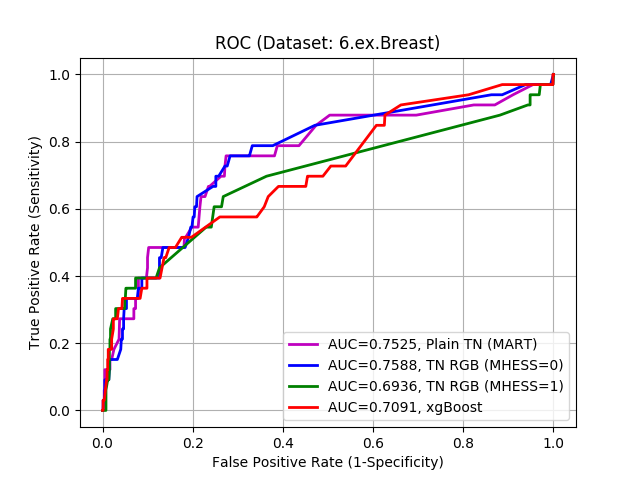 ROC (Dataset: 6.ex.Breast)
True Positive Rate (Sensitivity)
1.0
0.8
0.6
0.4
0.2
0.0
AUC=0.7525, Plain TN (MART)
AUC=0.7588, TN RGB (MHESS=0)
AUC=0.6936, TN RGB (MHESS=1)
AUC=0.7091, xgBoost
0.0 0.2 0.4 0.6 0.8 1.0
False Positive Rate (1-Specificity)